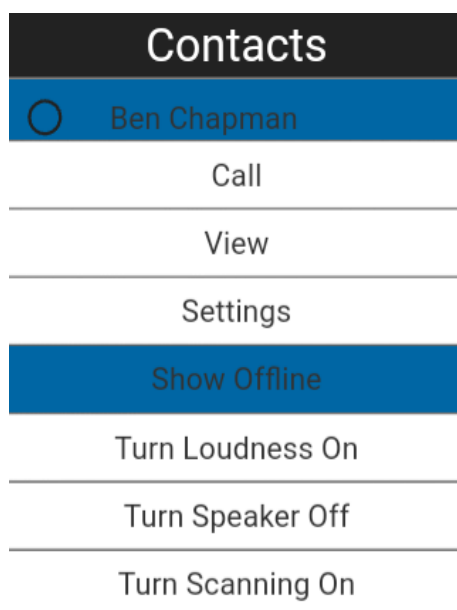 Contacts
Ben Chapman
Call
View
Settings
Show Offline
Turn Loudness On
Turn Speaker Off
Turn Scanning On